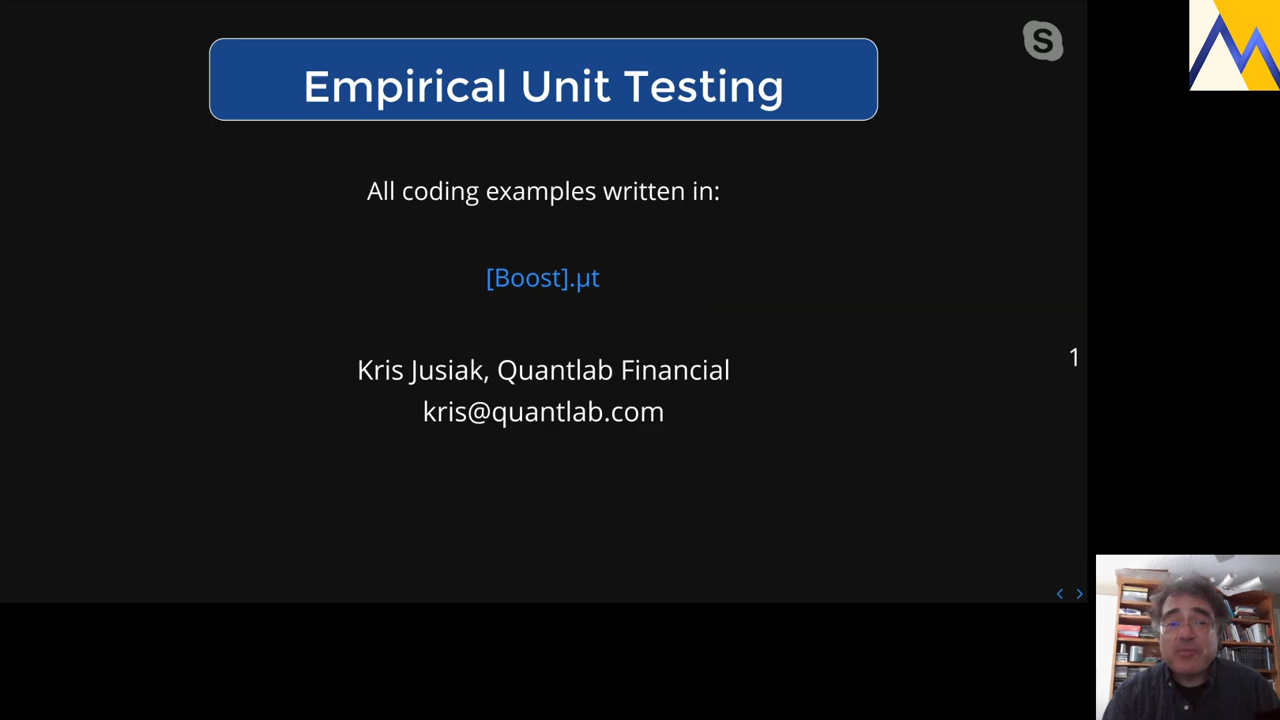 S
Empirical Unit Testing
All coding examples written in:
[Boost].µt
Kris Jusiak, Quantlab Financial
kris@quantlab.com
1